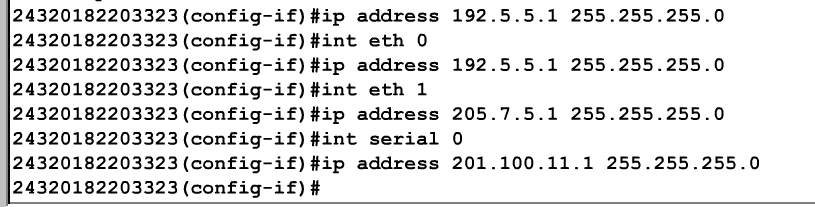 24320182203323(config-if)#ip address 192.5.5.1 255.255.255.0
24320182203323(config-if)#int eth 0
24320182203323(config-if)#ip address 192.5.5.1 255.255.255.0
24320182203323(config-if)#int eth 1
24320182203323(config-if)#ip address 205.7.5.1 255.255.255.0
24320182203323(config-if)#int serial 0
24320182203323(config-if)#ip address 201.100.11.1 255.255.255.0
24320182203323(config-if)#